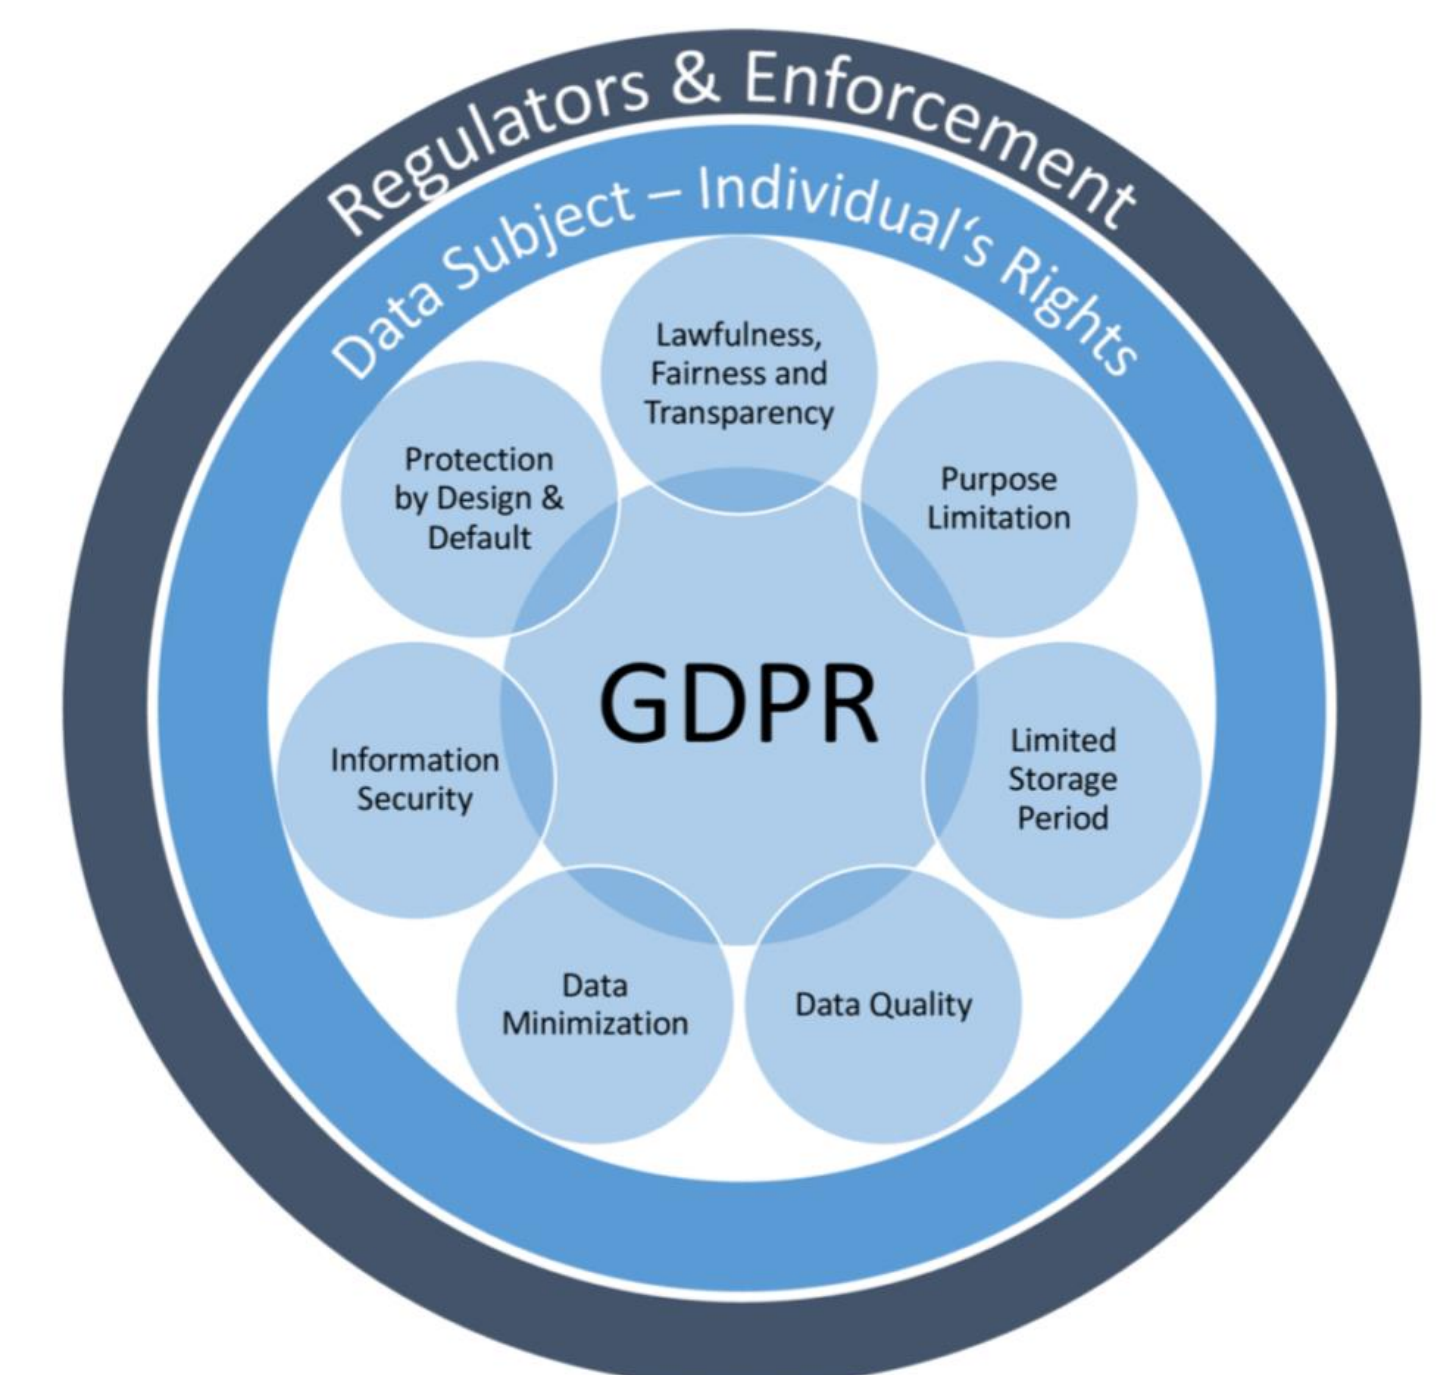 Regulators & Enforcement
Data Subject – Individual‘s Rights
Lawfulness,
Fairness and
Transparency
Purpose
Limitation
Limited
Storage
Period
Data Quality
Data
Minimization
Information
Security
Protection
by Design &
Default
GDPR